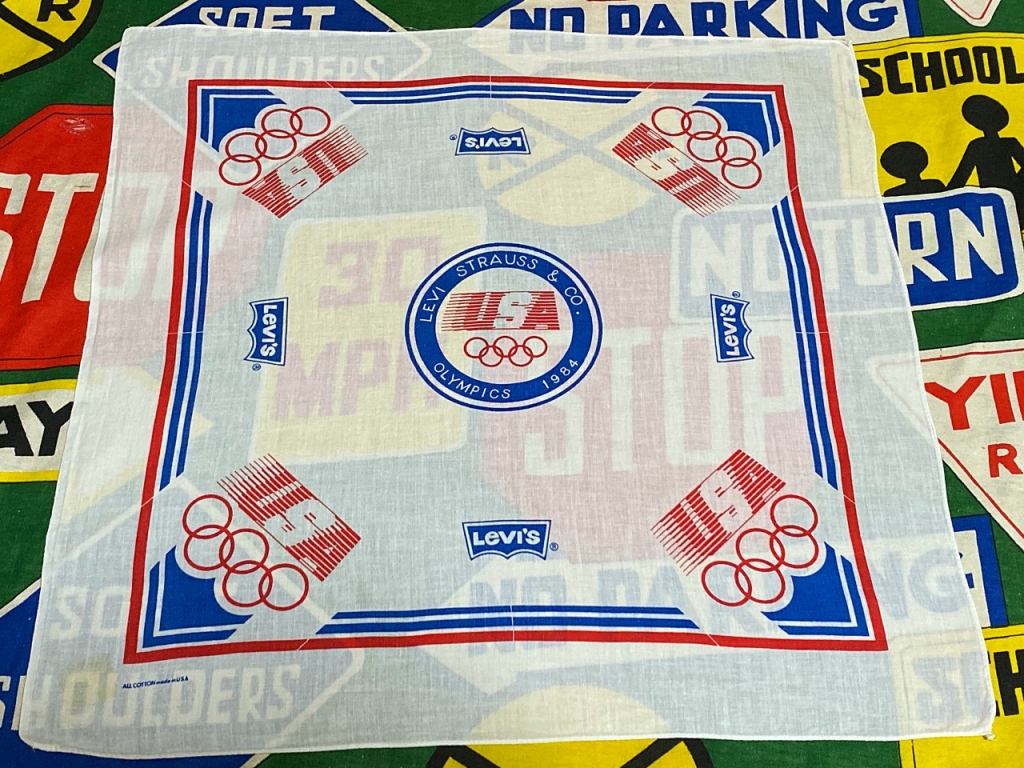 R
SOFT
SHOULDERS
NO PARKING
SCHOOL
STOP
USA
USA
LEVI'S®
30
MPH
NO TURN
LEVI STRAUSS & CO.
USA
OLYMPICS 1984
LEVI'S®
LEVI'S®
STOP
AY
YI
R
USA
USA
LEVI'S®
SO
NO PARKING
SHOULDERS
SCH
ALL COTTON made in U.S.A